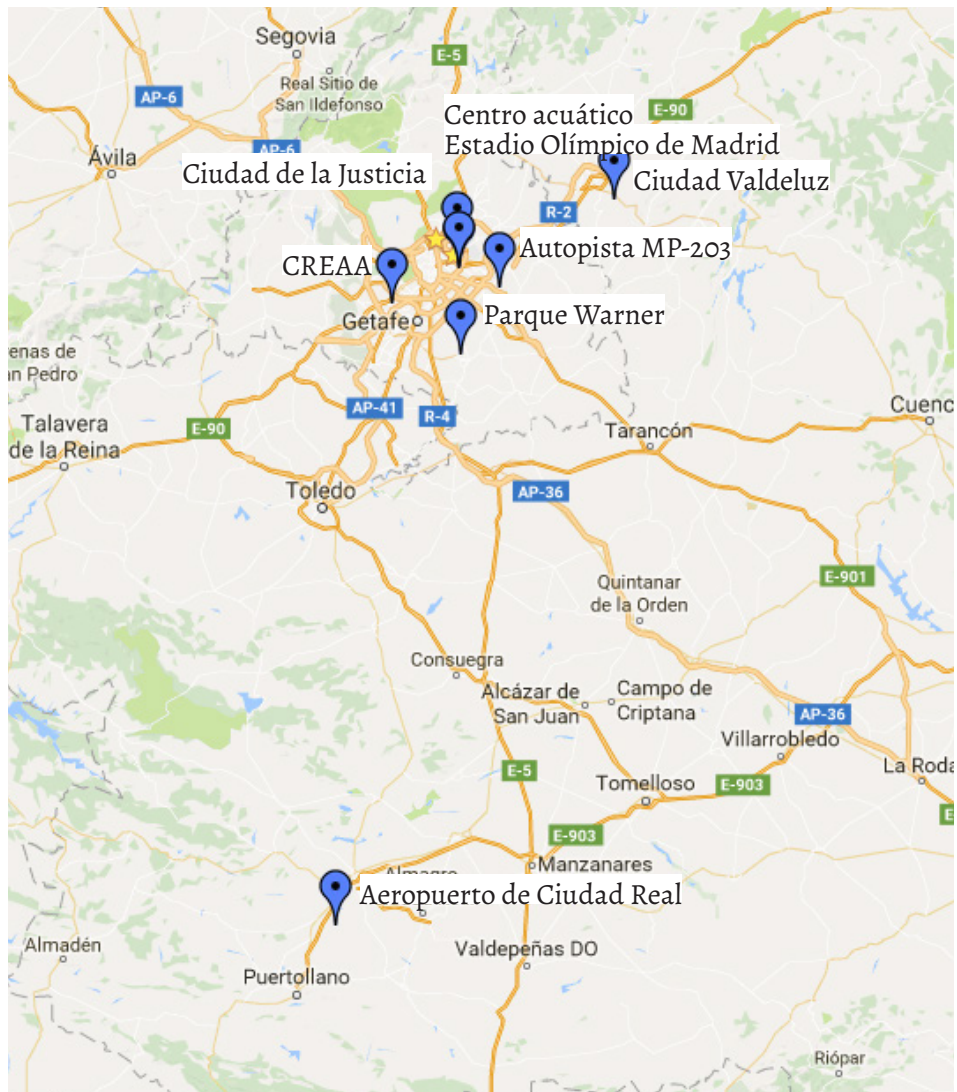 Segovia
E-5
Real Sitio de
San Ildefonso
AP-6
Centro acuático
E-90
Estadio Olímpico de Madrid
AP-6
Ávila
Ciudad de la Justicia
Ciudad Valdeluz
R-2
Autopista MP-203
CREAA
Getafe
Parque Warner
enas de
an Pedro
AP-41
R-4
Cuenc
Talavera
de la Reina
E-90
Tarancón
Toledo
AP-36
E-901
Quintanar
de la Orden
Consuegra
Alcázar de
San Juan
Campo de
Criptana
AP-36
Villarrobledo
E-5
La Roda
Tomelloso
E-903
E
E-903
Manzanares
Almagro
Aeropuerto de Ciudad Real
Almadén
Valdepeñas DO
Puertollano
Riópar